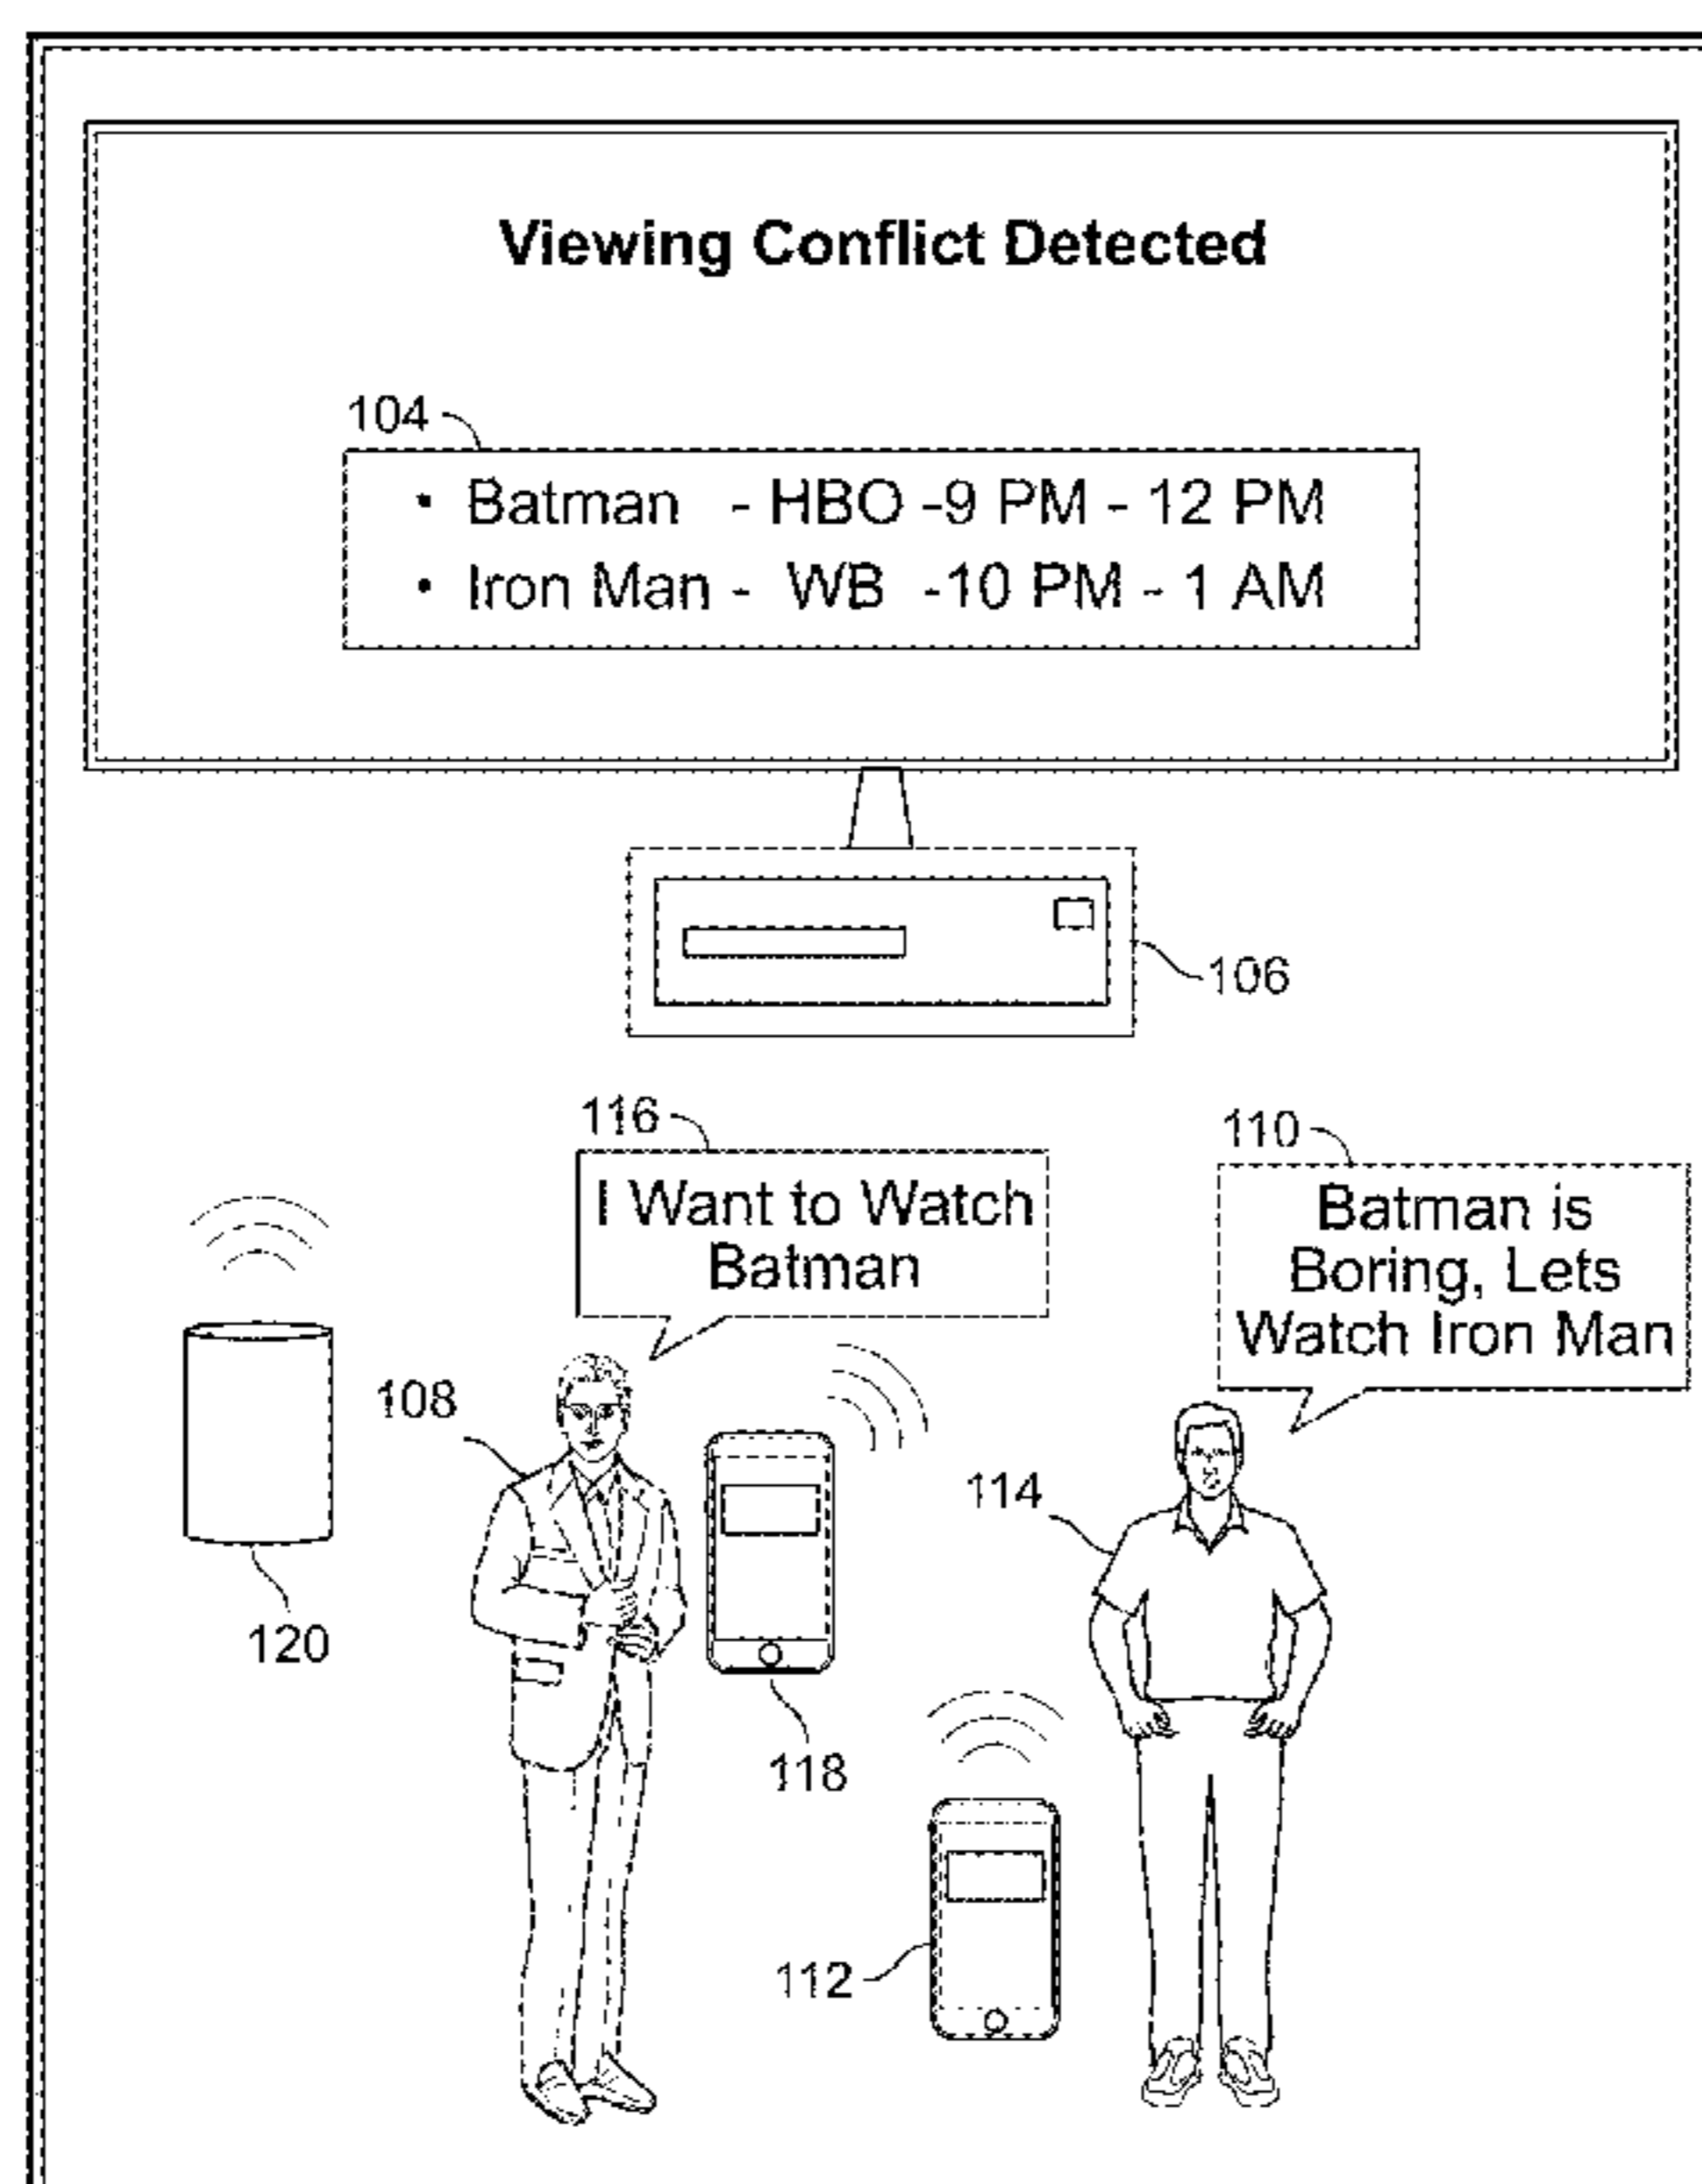 Viewing Conflict Detected
104
• Batman - HBO -9 PM - 12 PM
• Iron Man - WB -10 PM - 1 AM
106
116
I Want to Watch
Batman
110
Batman is
Boring, Lets
Watch Iron Man
108
114
120
118
112